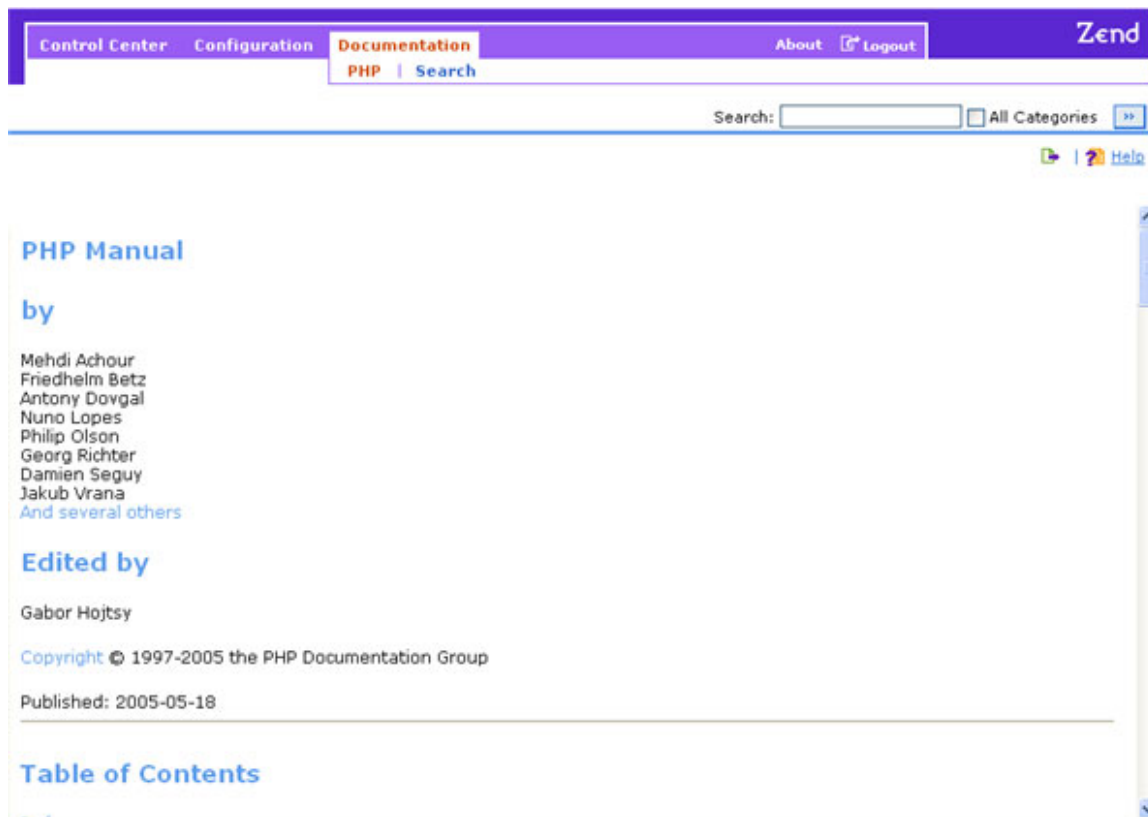 Zend
Control Center Configuration Documentation About Logout
PHP | Search
Search: All Categories »
| Help
PHP Manual
by
Mehdi Achour
Friedhelm Betz
Antony Dovgal
Nuno Lopes
Philip Olson
Georg Richter
Damien Seguy
Jakub Vrana
And several others
Edited by
Gabor Hojtsy
Copyright © 1997-2005 the PHP Documentation Group
Published: 2005-05-18
Table of Contents